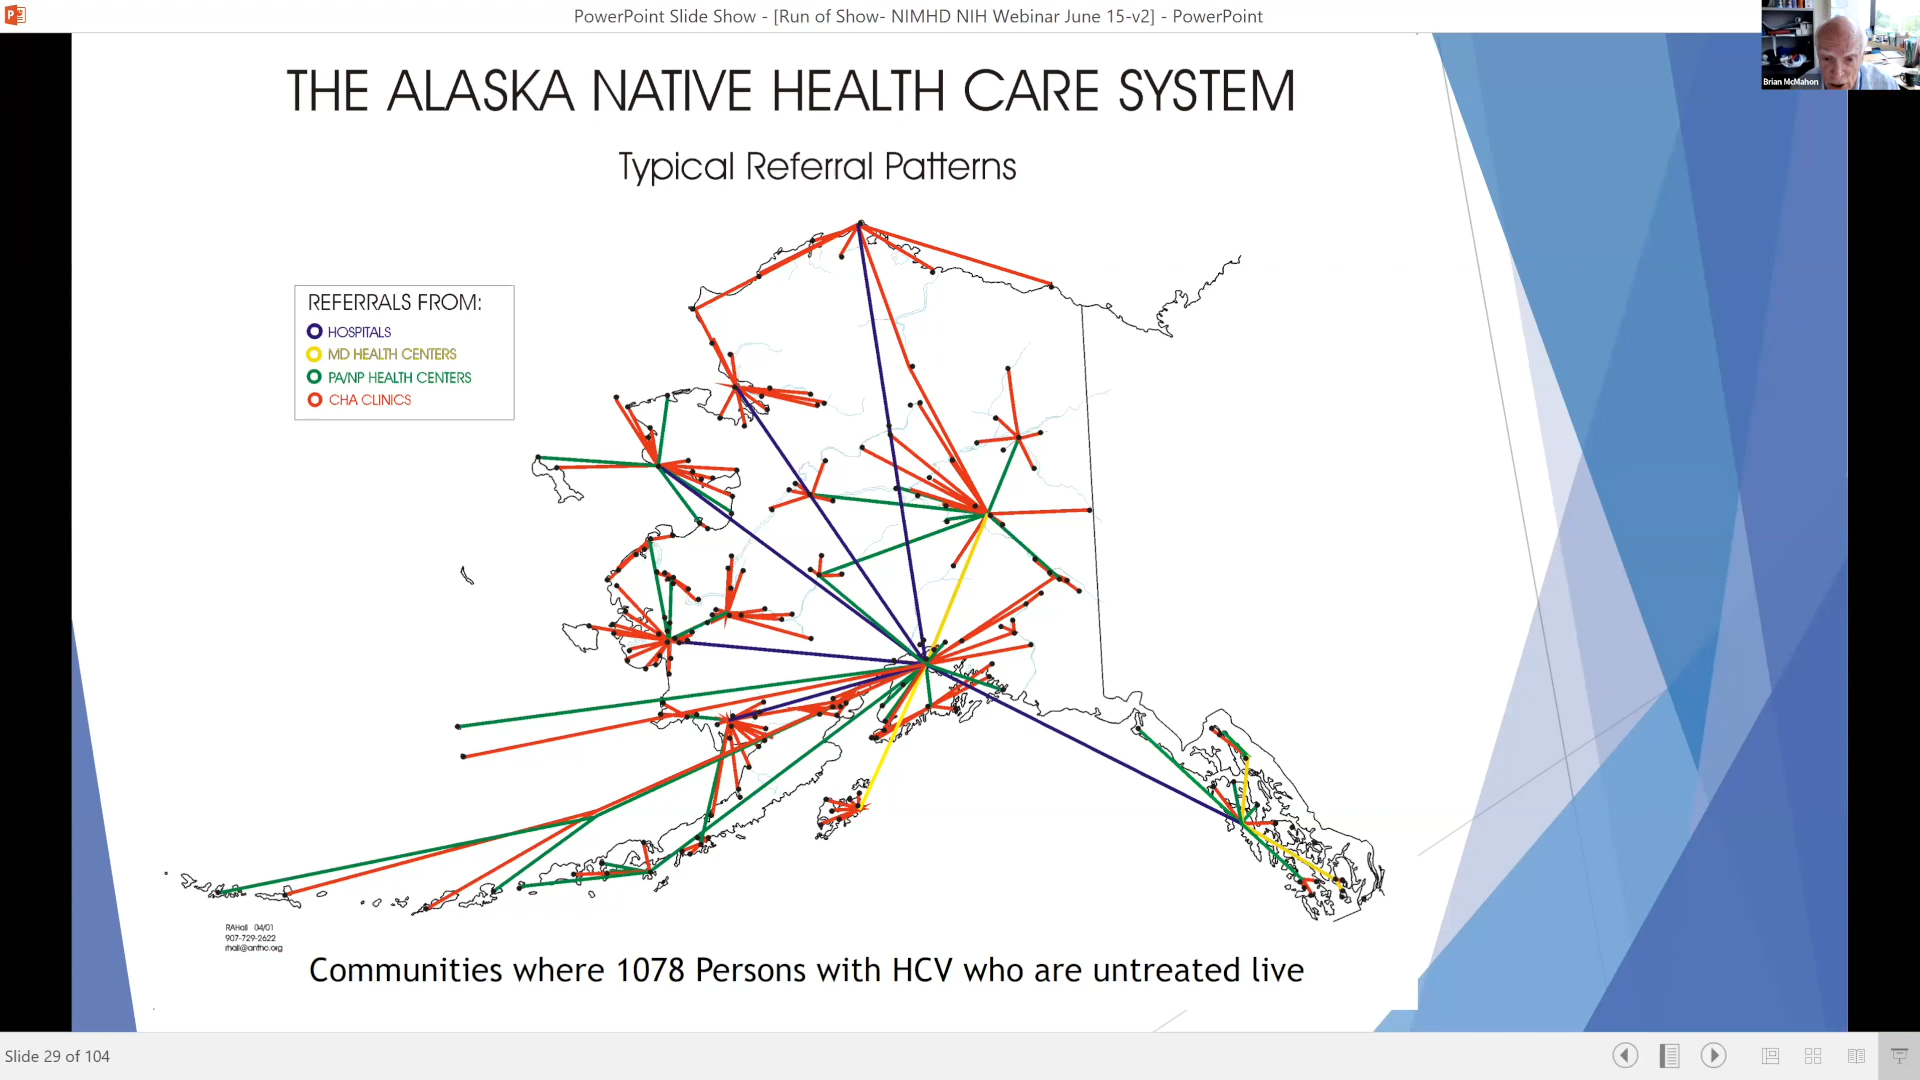 PowerPoint Slide Show - [Run of Show- NIMHD NIH Webinar June 15-v2] - PowerPoint
Brian McMahon
THE ALASKA NATIVE HEALTH CARE SYSTEM
Typical Referral Patterns
REFERRALS FROM:
HOSPITALS
MD HEALTH CENTERS
PA/NP HEALTH CENTERS
CHA CLINICS
RAHall 04/01
907-729-2622
rhall@anthc.org
Communities where 1078 Persons with HCV who are untreated live
Slide 29 of 104